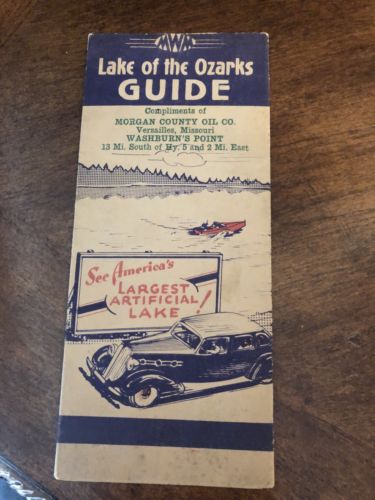 MWM
Lake of the Ozarks
GUIDE
Compliments of
MORGAN COUNTY OIL CO.
Versailles, Missouri
WASHBURN'S POINT
13 Mi. South of Hy. 5 and 2 Mi. East
See America's
LARGEST
ARTIFICIAL
LAKE!